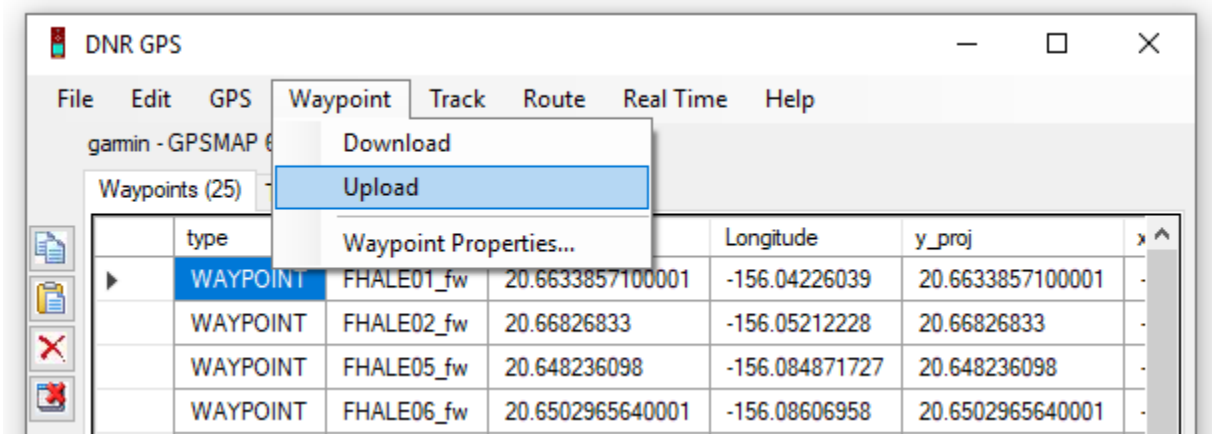 DNR GPS
File Edit GPS Waypoint Track Route Real Time Help
garmin - GPSMAP
Download
Waypoints (25)
Upload
Waypoint Properties...
type Longitude y_proj
WAYPOINT FHALE01_fw 20.6633857100001 -156.04226039 20.6633857100001
WAYPOINT FHALE02_fw 20.66826833 -156.05212228 20.66826833
WAYPOINT FHALE05_fw 20.648236098 -156.084871727 20.648236098
WAYPOINT FHALE06_fw 20.6502965640001 -156.08606958 20.6502965640001